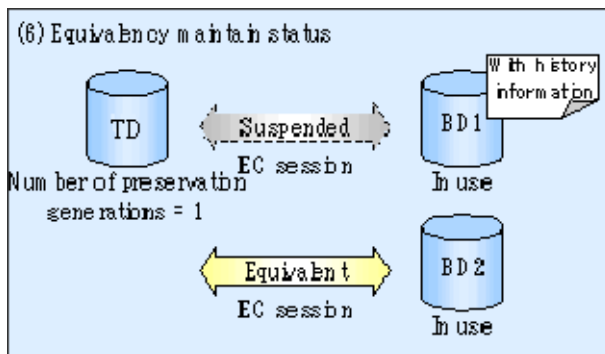 (6) Equivalency maintain status
With history
information
TD
Suspended
BD1
EC session
In use
Number of preservation
generations = 1
Equivalent
BD2
EC session
In use